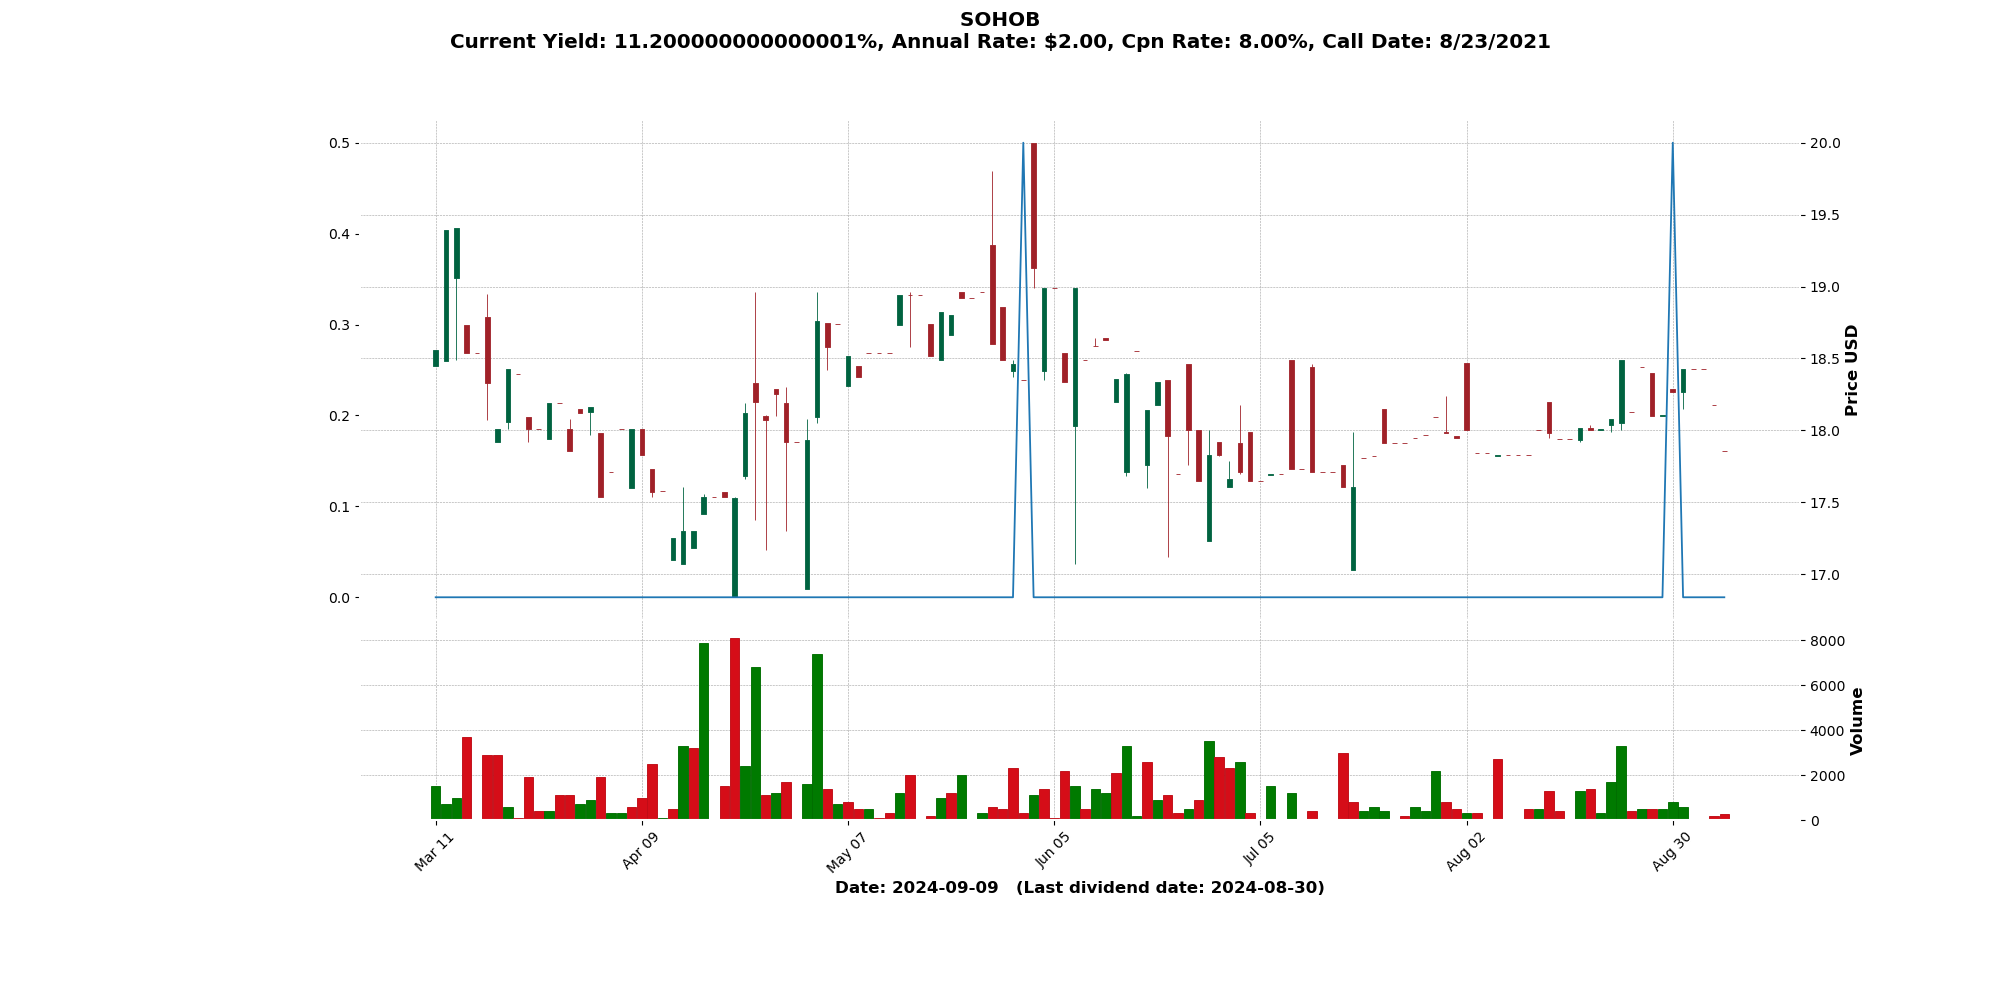 SOHOB
Current Yield: 11.200000000000001%, Annual Rate: $2.00, Cpn Rate: 8.00%, Call Date: 8/23/2021
0.5
0.4
0.3
0.2
0.1
0.0
20.0
19.5
19.0
18.5
18.0
17.5
17.0
Price USD
8000
6000
4000
2000
0
Volume
Mar 11
Apr 09
May 07
Jun 05
Jul 05
Aug 02
Aug 30
Date: 2024-09-09 (Last dividend date: 2024-08-30)